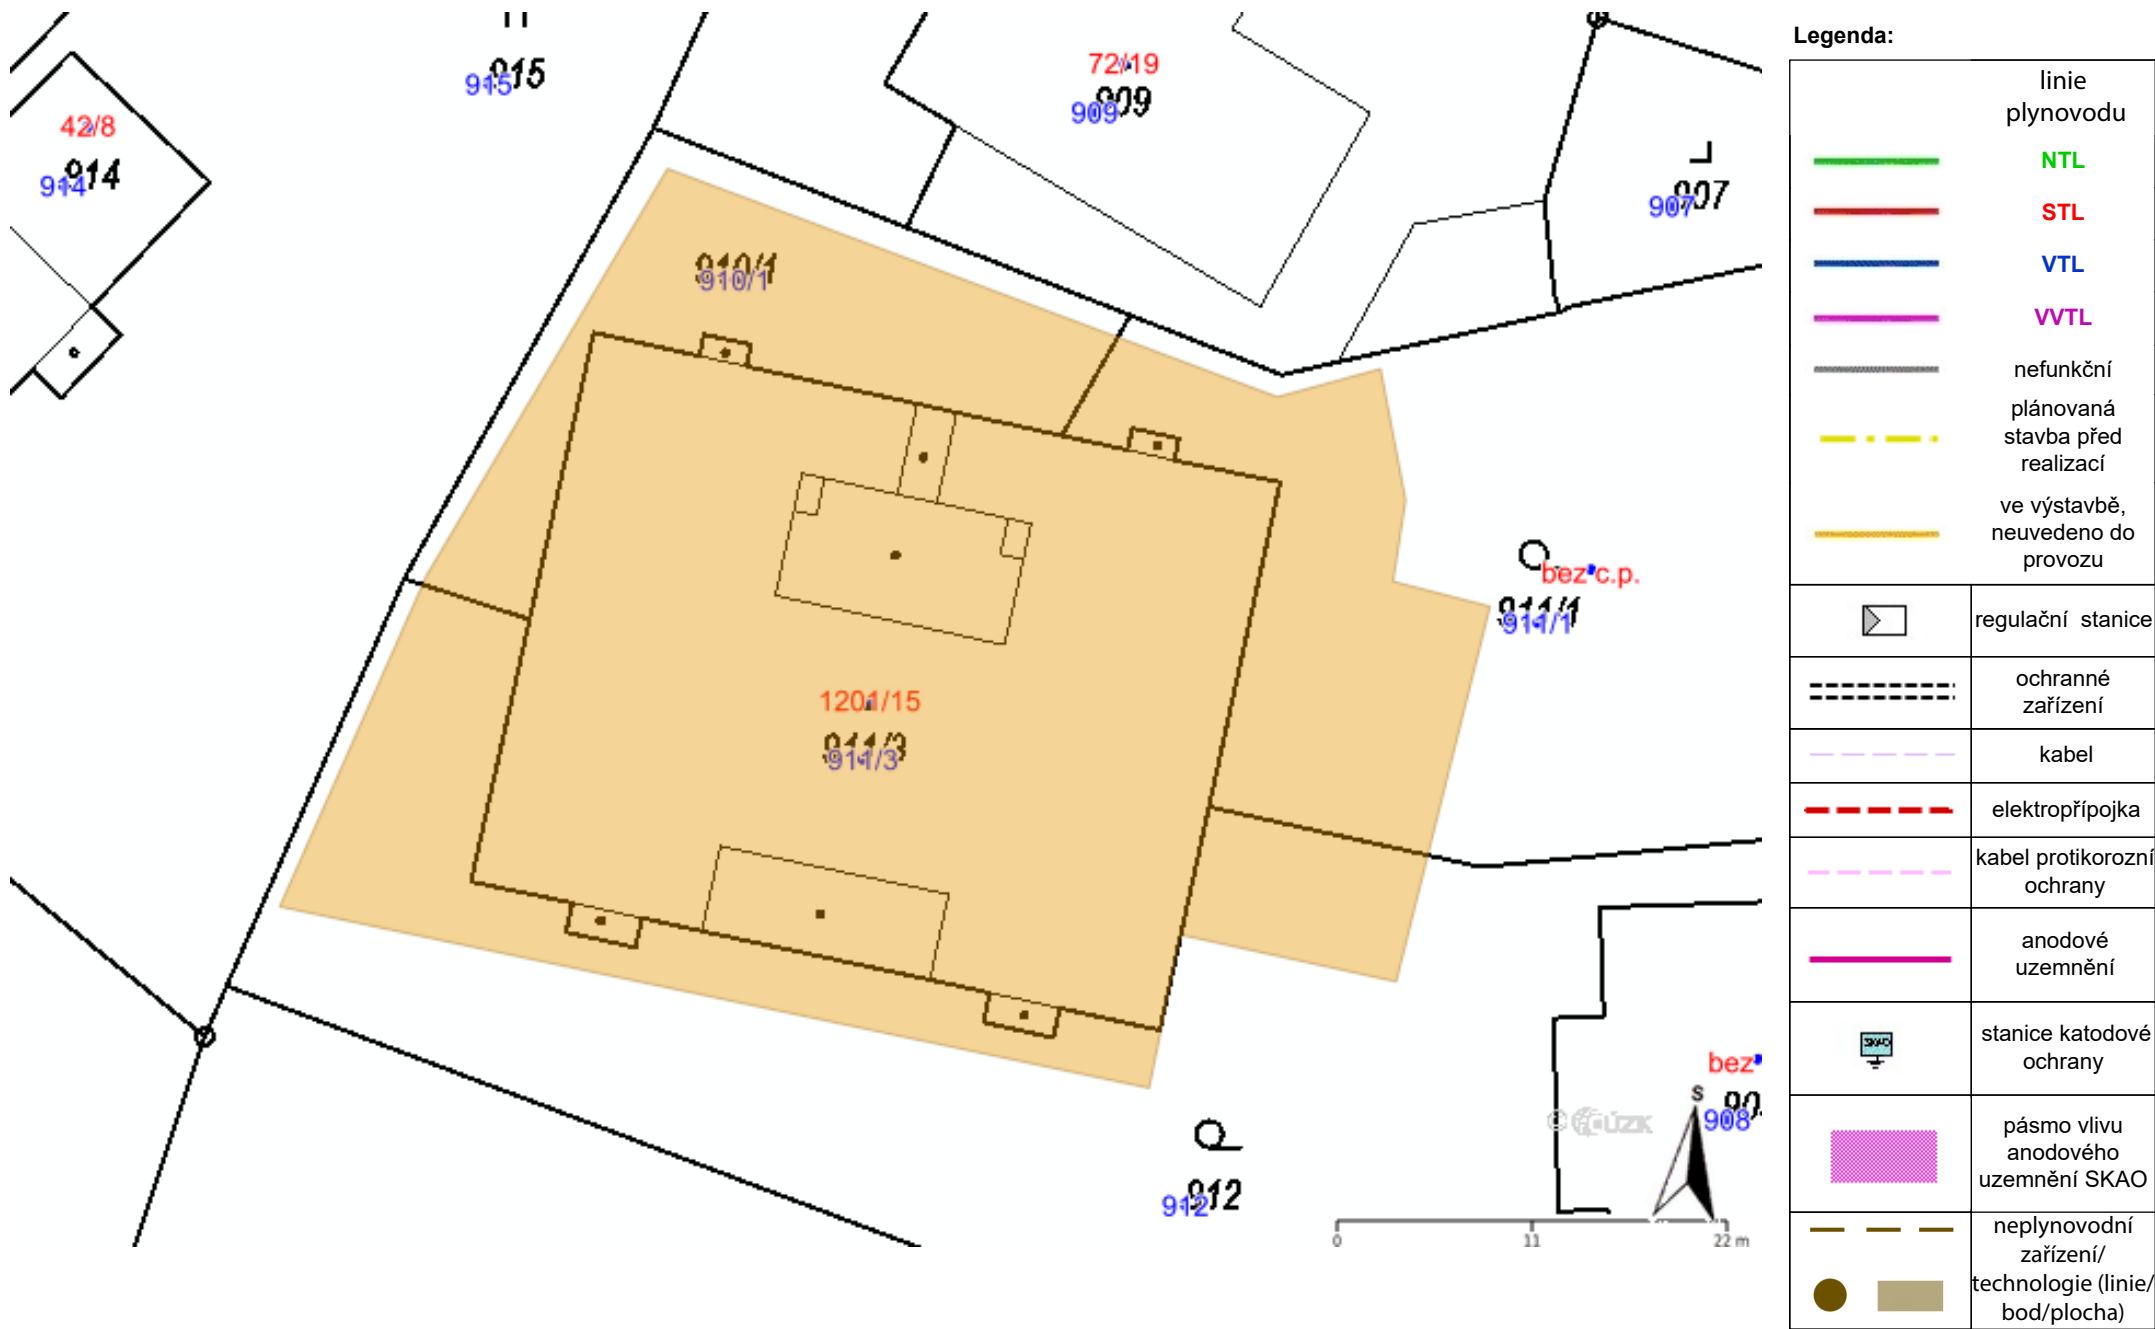 915
915
72/19
909
909
42/8
914
914
907
907
910/1
910/1
bez c.p.
911/1
911/1
1201/15
911/3
911/3
bez
908
912
912
© ČÚZK
S
0
11
22 m
Legenda:
linie
plynovodu
NTL
STL
VTL
VVTL
nefunkční
plánovaná
stavba před
realizací
ve výstavbě,
neuvedeno do
provozu
regulační stanice
ochranné
zařízení
kabel
elektropřípojka
kabel protikorozní
ochrany
anodové
uzemnění
SKAO
stanice katodové
ochrany
pásmo vlivu
anodového
uzemnění SKAO
neplynovodní
zařízení/
technologie (linie/
bod/plocha)